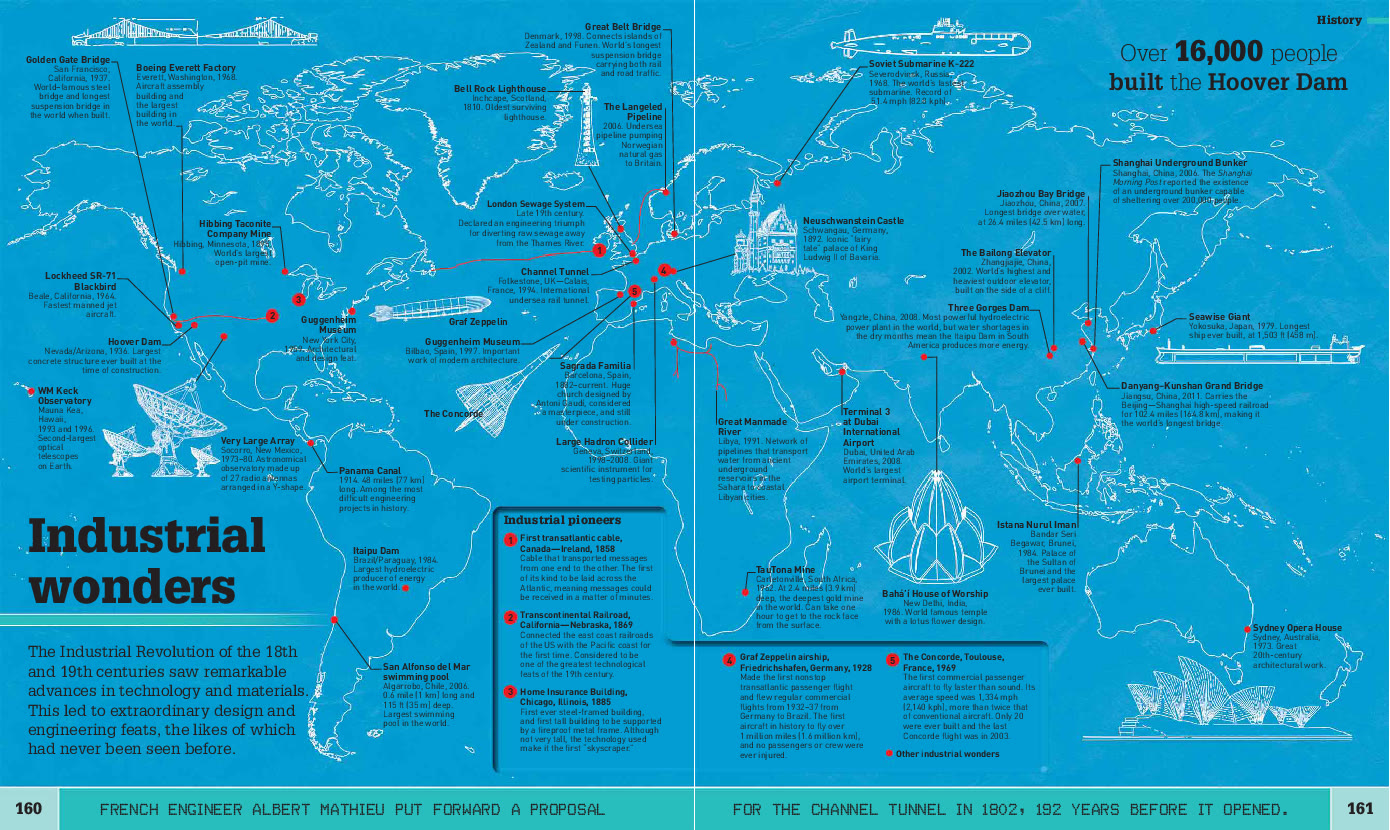 History
Over 16,000 people
built the Hoover Dam
Golden Gate Bridge
San Francisco,
California, 1937.
World-famous steel
bridge and longest
suspension bridge in
the world when built.
Boeing Everett Factory
Everett, Washington, 1968.
Aircraft assembly
building and
the largest
building in
the world.
Great Belt Bridge
Denmark, 1998. Connects islands of
Zealand and Funen. World's longest
suspension bridge
carrying both rail
and road traffic.
Bell Rock Lighthouse
Inchcape, Scotland,
1810. Oldest surviving
lighthouse.
The Langeled
Pipeline
2006. Undersea
pipeline pumping
Norwegian
natural gas
to Britain.
Soviet Submarine K-222
Severodvinsk, Russia,
1968. The world's fastest
submarine. Record of
51.4 mph (82.3 kph).
Shanghai Underground Bunker
Shanghai, China, 2006. The Shanghai
Morning Post reported the existence
of an underground bunker capable
of sheltering over 200,000 people.
Jiaozhou Bay Bridge
Jiaozhou, China, 2007.
Longest bridge over water,
at 26.4 miles (42.5 km) long.
London Sewage System
Late 19th century.
Declared an engineering triumph
for diverting raw sewage away
from the Thames River.
Neuschwanstein Castle
Schwangau, Germany,
1892. Iconic "fairy
tale" palace of King
Ludwig II of Bavaria.
Hibbing Taconite
Company Mine
Hibbing, Minnesota, 1895.
World's largest
open-pit mine.
The Bailong Elevator
Zhangjiajie, China,
2002. World's highest and
heaviest outdoor elevator,
built on the side of a cliff.
Lockheed SR-71
Blackbird
Beale, California, 1964.
Fastest manned jet
aircraft.
Channel Tunnel
Folkestone, UK—Calais,
France, 1994. International
undersea rail tunnel.
Three Gorges Dam
Yangzte, China, 2008. Most powerful hydroelectric
power plant in the world, but water shortages in
the dry months mean the Itaipu Dam in South
America produces more energy.
Seawise Giant
Yokosuka, Japan, 1979. Longest
ship ever built, at 1,503 ft (458 m).
Guggenheim
Museum
New York City,
Architectural
and design feat.
Graf Zeppelin
Guggenheim Museum
Bilbao, Spain, 1997. Important
work of modern architecture.
Hoover Dam
Nevada/Arizona, 1936. Largest
concrete structure ever built at the
time of construction.
Sagrada Familia
Barcelona, Spain,
1882–current. Huge
church designed by
Antoni Gaudí, considered
a masterpiece, and still
under construction.
Danyang–Kunshan Grand Bridge
Jiangsu, China, 2011. Carries the
Beijing—Shanghai high-speed railroad
for 102.4 miles (164.8 km), making it
the world's longest bridge
WM Keck
Observatory
Mauna Kea,
Hawaii,
1993 and 1996.
Second-largest
optical
telescopes
on Earth.
The Concorde
Terminal 3
at Dubai
International
Airport
Dubai, United Arab
Emirates, 2008.
World's largest
airport terminal.
Great Manmade
River
Libya, 1991. Network of
pipelines that transport
water from ancient
underground
reservoirs in the
Sahara to coastal
Libyan cities.
Very Large Array
Socorro, New Mexico,
1973–80. Astronomical
observatory made up
of 27 radio antennas
arranged in a Y-shape.
Large Hadron Collider
Geneva, Switzerland,
1998–2008. Giant
scientific instrument for
testing particles.
Panama Canal
1914. 48 miles (77 km)
long. Among the most
difficult engineering
projects in history.
Industrial
wonders
The Industrial Revolution of the 18th
and 19th centuries saw remarkable
advances in technology and materials.
This led to extraordinary design and
engineering feats, the likes of which
had never been seen before.
Itaipu Dam
Brazil/Paraguay, 1984.
Largest hydroelectric
producer of energy
in the world.
San Alfonso del Mar
swimming pool
Algarrobo, Chile, 2006.
0.6 mile (1 km) long and
115 ft (35 m) deep.
Largest swimming
pool in the world.
Industrial pioneers
1 First transatlantic cable,
Canada—Ireland, 1858
Cable that transported messages
from one end to the other. The first
of its kind to be laid across the
Atlantic, meaning messages could
be received in a matter of minutes.
2 Transcontinental Railroad,
California—Nebraska, 1869
Connected the east coast railroads
of the US with the Pacific coast for
the first time. Considered to be
one of the greatest technological
feats of the 19th century.
3 Home Insurance Building,
Chicago, Illinois, 1885
First ever steel-framed building,
and first tall building to be supported
by a fireproof metal frame. Although
not very tall, the technology used
make it the first "skyscraper."
4 Graf Zeppelin airship,
Friedrichshafen, Germany, 1928
Made the first nonstop
transatlantic passenger flight
and flew regular commercial
flights from 1932–37 from
Germany to Brazil. The first
aircraft in history to fly over
1 million miles (1.6 million km),
and no passengers or crew were
ever injured.
5 The Concorde, Toulouse,
France, 1969
The first commercial passenger
aircraft to fly faster than sound. Its
average speed was 1,334 mph
(2,140 kph), more than twice that
of conventional aircraft. Only 20
were ever built and the last
Concorde flight was in 2003.
Other industrial wonders
TauTona Mine
Carletonville, South Africa,
1962. At 2.4 miles (3.9 km)
deep, the deepest gold mine
in the world. Can take one
hour to get to the rock face
from the surface.
Bahá'í House of Worship
New Delhi, India,
1986. World famous temple
with a lotus flower design.
Istana Nurul Iman
Bandar Seri
Begawar, Brunei,
1984. Palace of
the Sultan of
Brunei and the
largest palace
ever built.
Sydney Opera House
Sydney, Australia,
1973. Great
20th-century
architectural work.
1
2
3
4
5
160
FRENCH ENGINEER ALBERT MATHIEU PUT FORWARD A PROPOSAL
FOR THE CHANNEL TUNNEL IN 1802, 192 YEARS BEFORE IT OPENED.
161